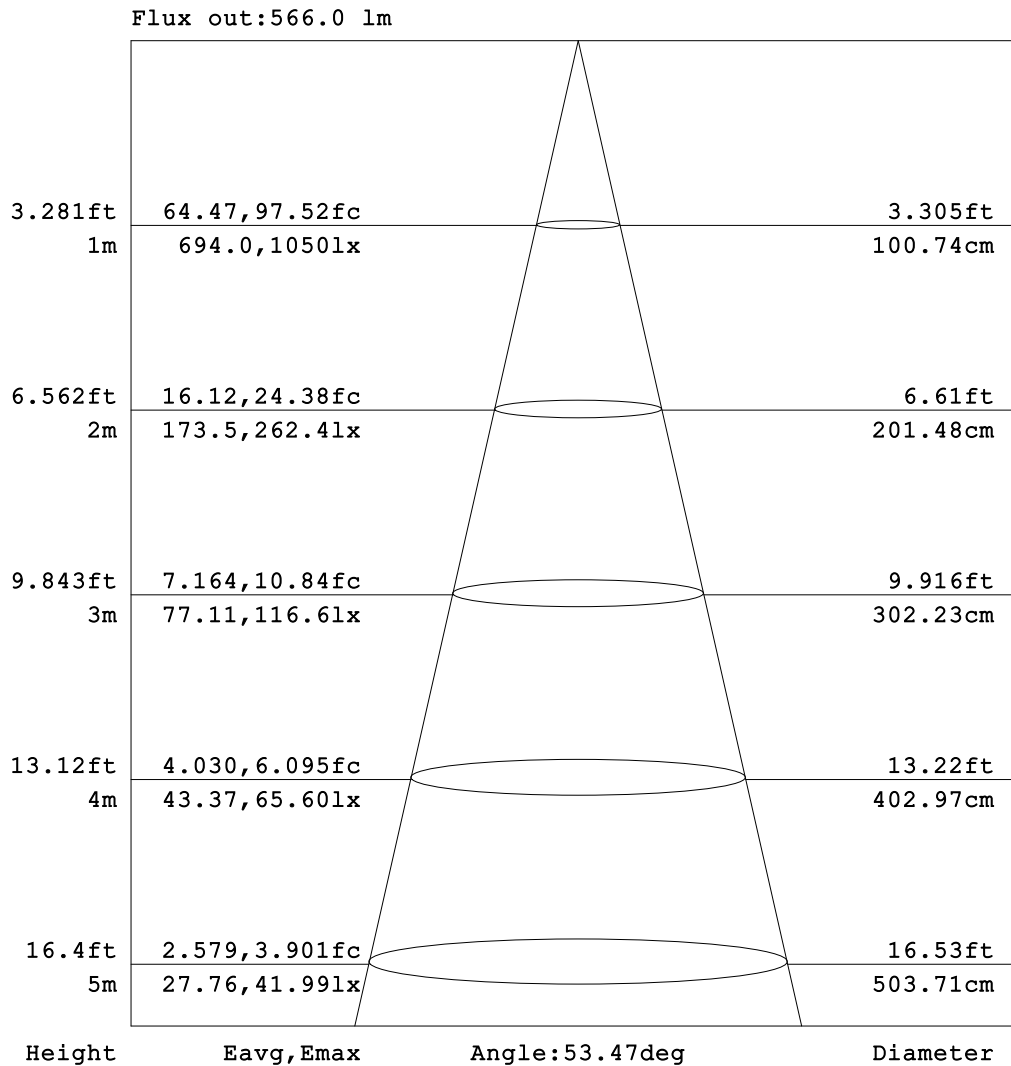 Flux out:566.0 lm
3.281ft 64.47,97.52fc 3.305ft
1m 694.0,1050lx 100.74cm
6.562ft 16.12,24.38fc 6.61ft
2m 173.5,262.4lx 201.48cm
9.843ft 7.164,10.84fc 9.916ft
3m 77.11,116.6lx 302.23cm
13.12ft 4.030,6.095fc 13.22ft
4m 43.37,65.60lx 402.97cm
16.4ft 2.579,3.901fc 16.53ft
5m 27.76,41.99lx 503.71cm
Height Eavg,Emax Angle:53.47deg Diameter